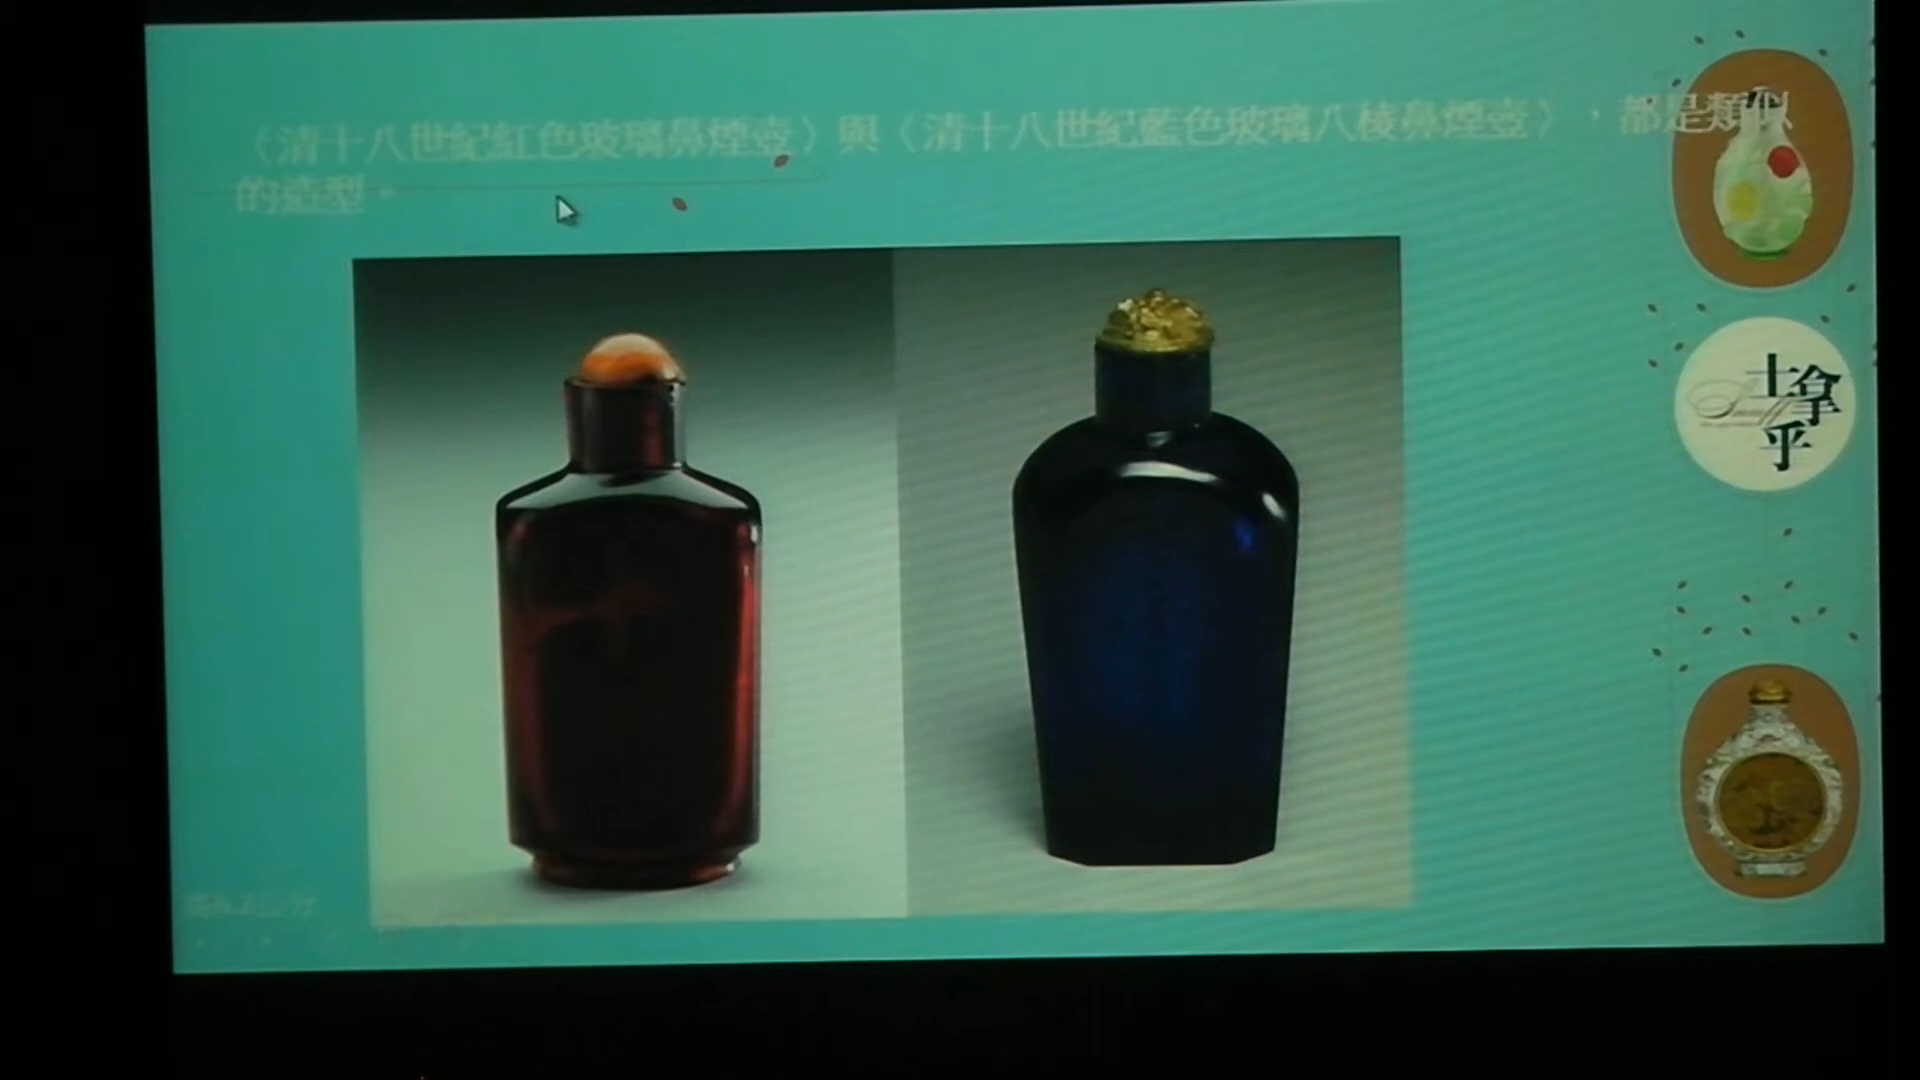 〈清十八世紀紅色玻璃鼻煙壺〉與〈清十八世紀藍色玻璃八棱鼻煙壺〉，都是類似
的造型。
士拿乎
Snuff